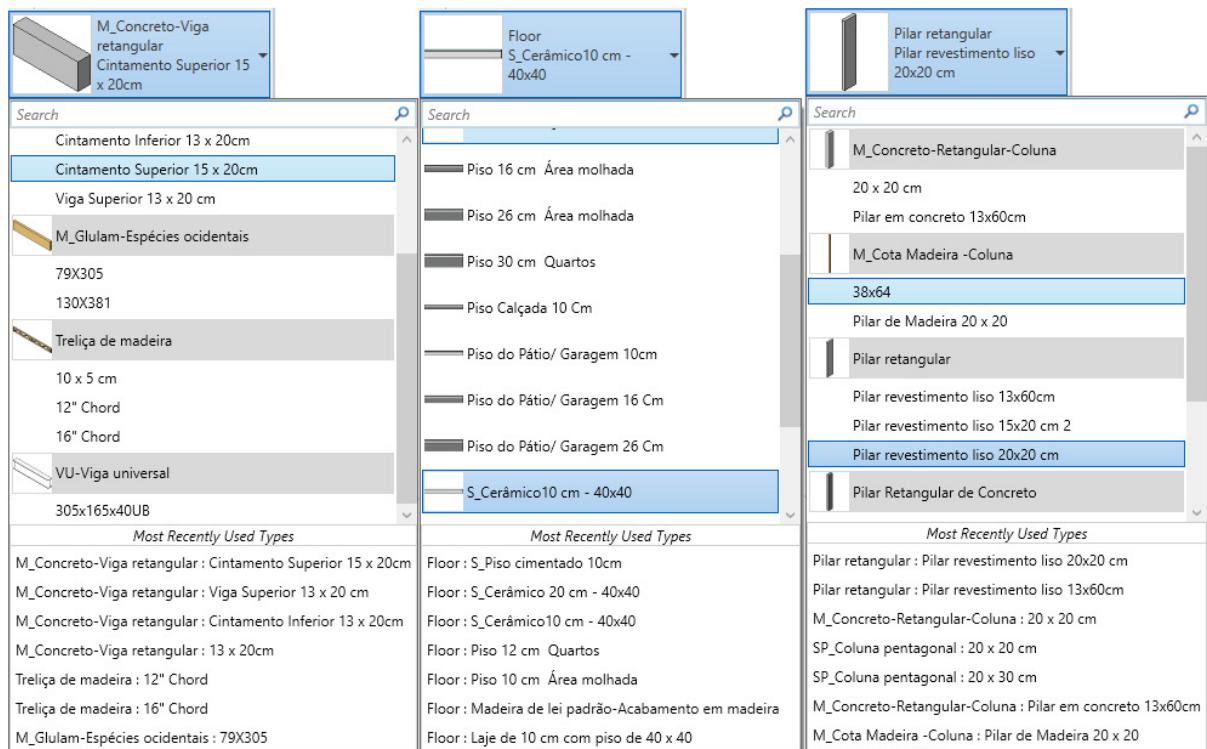 M_Concreto-Viga
retangular
Cintamento Superior 15
x 20cm
Search
Cintamento Inferior 13 x 20cm
Cintamento Superior 15 x 20cm
Viga Superior 13 x 20 cm
M_Glulam-Espécies ocidentais
79X305
130X381
Treliça de madeira
10 x 5 cm
12" Chord
16" Chord
VU-Viga universal
305x165x40UB
Most Recently Used Types
M_Concreto-Viga retangular : Cintamento Superior 15 x 20cm
M_Concreto-Viga retangular : Viga Superior 13 x 20 cm
M_Concreto-Viga retangular : Cintamento Inferior 13 x 20cm
M_Concreto-Viga retangular : 13 x 20cm
Treliça de madeira : 12" Chord
Treliça de madeira : 16" Chord
M_Glulam-Espécies ocidentais : 79X305
Floor
S_Cerâmico10 cm -
40x40
Search
Piso 16 cm  Área molhada
Piso 26 cm  Área molhada
Piso 30 cm  Quartos
Piso Calçada 10 Cm
Piso do Pátio/ Garagem 10cm
Piso do Pátio/ Garagem 16 Cm
Piso do Pátio/ Garagem 26 Cm
S_Cerâmico10 cm - 40x40
Most Recently Used Types
Floor : S_Piso cimentado 10cm
Floor : S_Cerâmico 20 cm - 40x40
Floor : S_Cerâmico10 cm - 40x40
Floor : Piso 12 cm  Quartos
Floor : Piso 10 cm  Área molhada
Floor : Madeira de lei padrão-Acabamento em madeira
Floor : Laje de 10 cm com piso de 40 x 40
Pilar retangular
Pilar revestimento liso
20x20 cm
Search
M_Concreto-Retangular-Coluna
20 x 20 cm
Pilar em concreto 13x60cm
M_Cota Madeira -Coluna
38x64
Pilar de Madeira 20 x 20
Pilar retangular
Pilar revestimento liso 13x60cm
Pilar revestimento liso 15x20 cm 2
Pilar revestimento liso 20x20 cm
Pilar Retangular de Concreto
Most Recently Used Types
Pilar retangular : Pilar revestimento liso 20x20 cm
Pilar retangular : Pilar revestimento liso 13x60cm
M_Concreto-Retangular-Coluna : 20 x 20 cm
SP_Coluna pentagonal : 20 x 20 cm
SP_Coluna pentagonal : 20 x 30 cm
M_Concreto-Retangular-Coluna : Pilar em concreto 13x60cm
M_Cota Madeira -Coluna : Pilar de Madeira 20 x 20